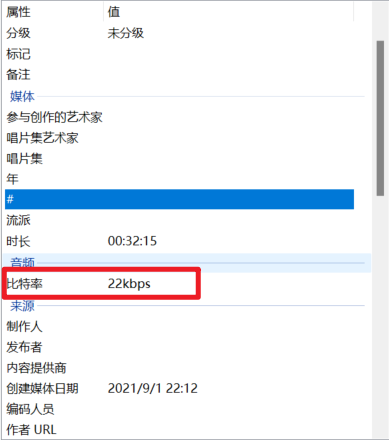 属性 值
分级 未分级
标记
备注
媒体
参与创作的艺术家
唱片集艺术家
唱片集
年
#
流派
时长 00:32:15
音频
比特率 22kbps
来源
制作人
发布者
内容提供商
创建媒体日期 2021/9/1 22:12
编码人员
作者 URL